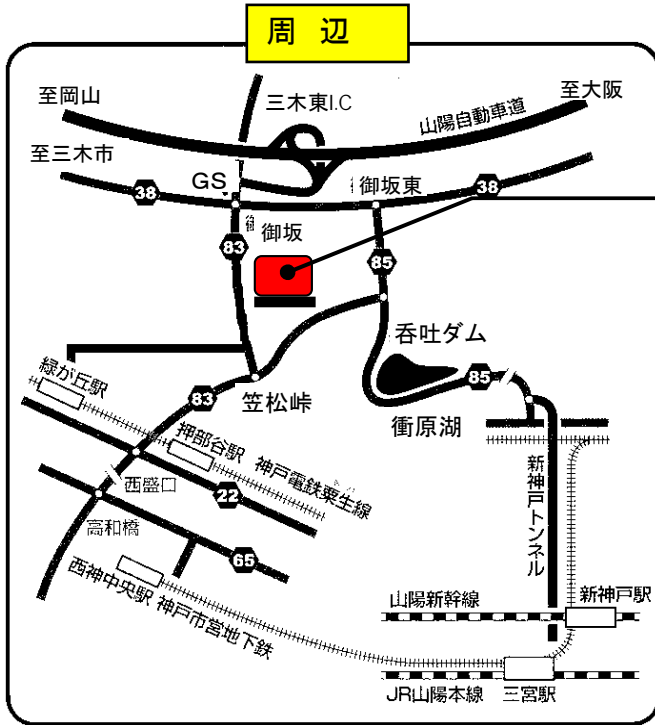 周 辺
至岡山
三木東I.C
至大阪
山陽自動車道
至三木市
GS
御坂東
38
38
御坂
83
85
呑吐ダム
緑が丘駅
83
笠松峠
85
衝原湖
押部谷駅 神戸電鉄粟生線
西盛口
22
新神戸トンネル
高和橋
65
西神中央駅 神戸市営地下鉄
山陽新幹線
新神戸駅
JR山陽本線
三宮駅